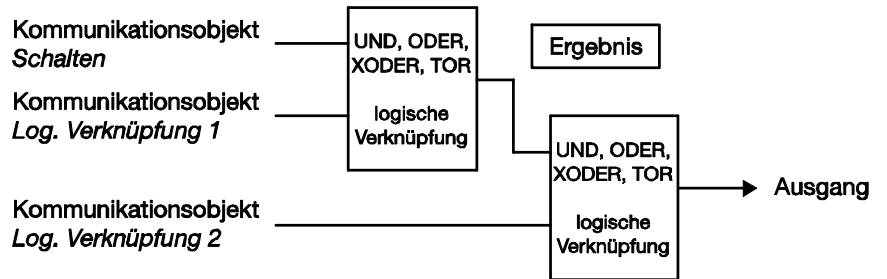 Kommunikationsobjekt
Schalten
Kommunikationsobjekt
Log. Verknüpfung 1
UND, ODER,
XODER, TOR
logische
Verknüpfung
Ergebnis
Kommunikationsobjekt
Log. Verknüpfung 2
UND, ODER,
XODER, TOR
logische
Verknüpfung
Ausgang